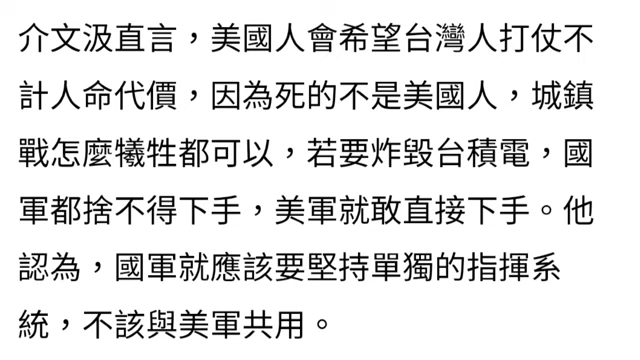 介文汲直言，美國人會希望台灣人打仗不
計人命代價，因為死的不是美國人，城鎮
戰怎麼犧牲都可以，若要炸毀台積電，國
軍都捨不得下手，美軍就敢直接下手。他
認為，國軍就應該要堅持單獨的指揮系
統，不該與美軍共用。